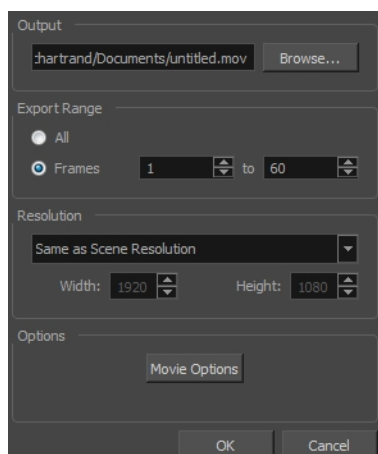 Output
:hartrand/Documents/untitled.mov Browse...
Export Range
All
Frames 1 to 60
Resolution
Same as Scene Resolution
Width: 1920 Height: 1080
Options
Movie Options
OK Cancel